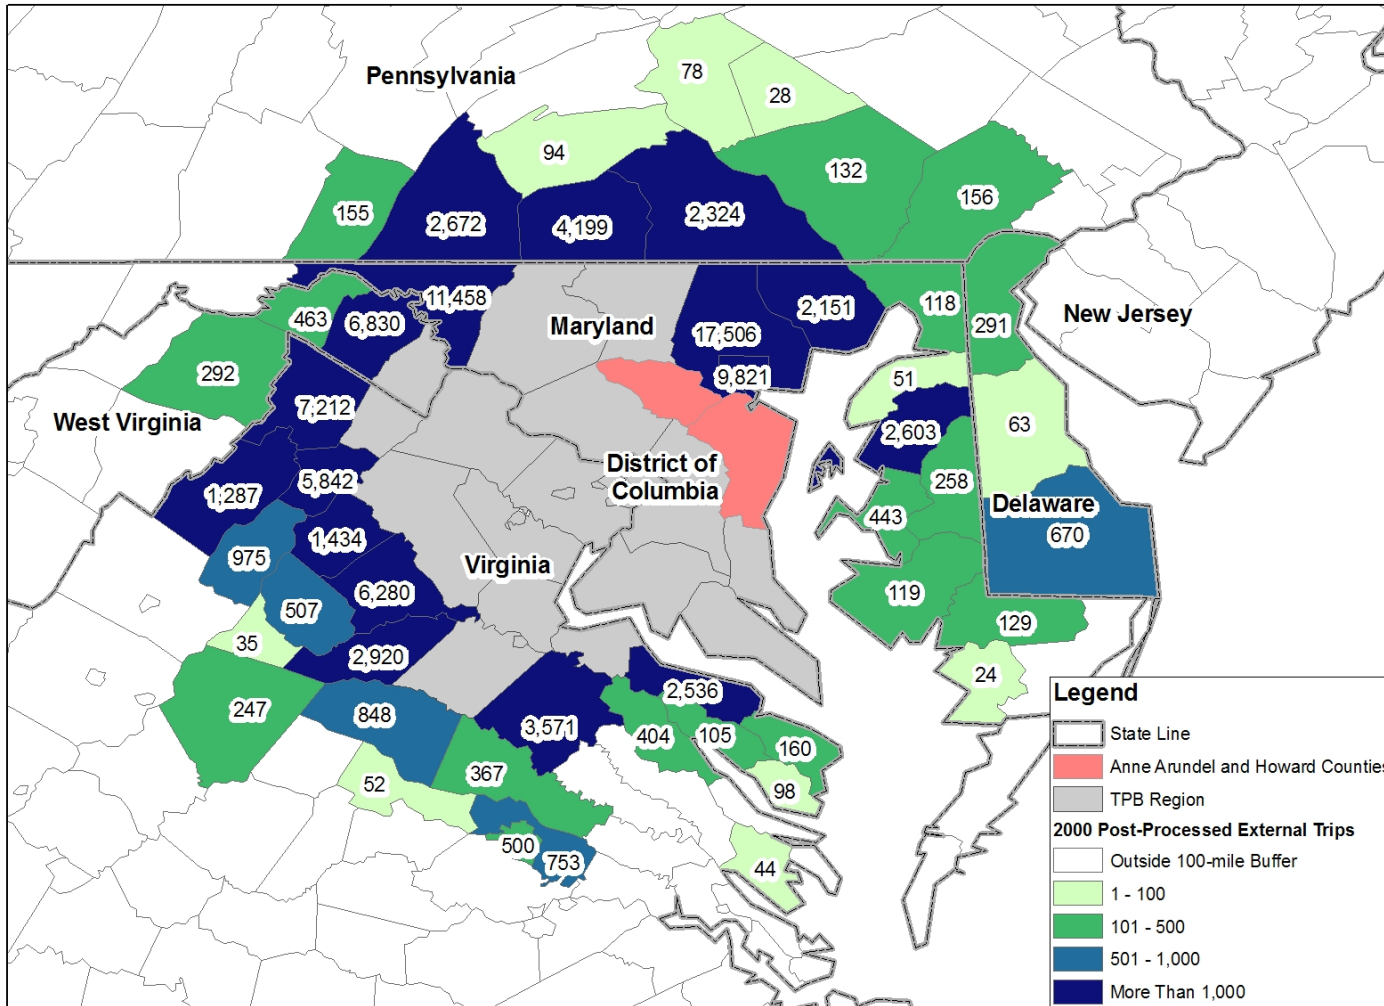 Pennsylvania
78
28
94
132
156
155
2,672
4,199
2,324
11,458
463
6,830
Maryland
17,506
2,151
118
291
New Jersey
292
9,821
51
West Virginia
7,212
2,603
63
1,287
5,842
District of
Columbia
258
Delaware
443
670
975
1,434
Virginia
507
6,280
119
35
2,920
129
24
247
848
3,571
2,536
404
105
160
367
52
98
500
753
44
Legend
State Line
Anne Arundel and Howard Counties
TPB Region
2000 Post-Processed External Trips
Outside 100-mile Buffer
1 - 100
101 - 500
501 - 1,000
More Than 1,000